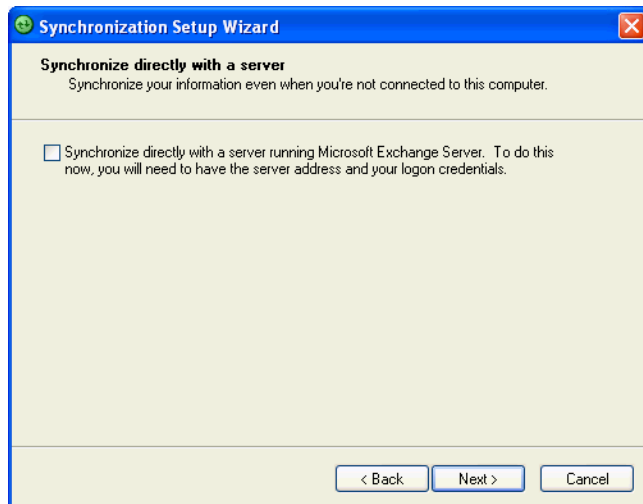 Synchronization Setup Wizard
Synchronize directly with a server
Synchronize your information even when you're not connected to this computer.
Synchronize directly with a server running Microsoft Exchange Server.  To do this
now, you will need to have the server address and your logon credentials.
< Back Next > Cancel